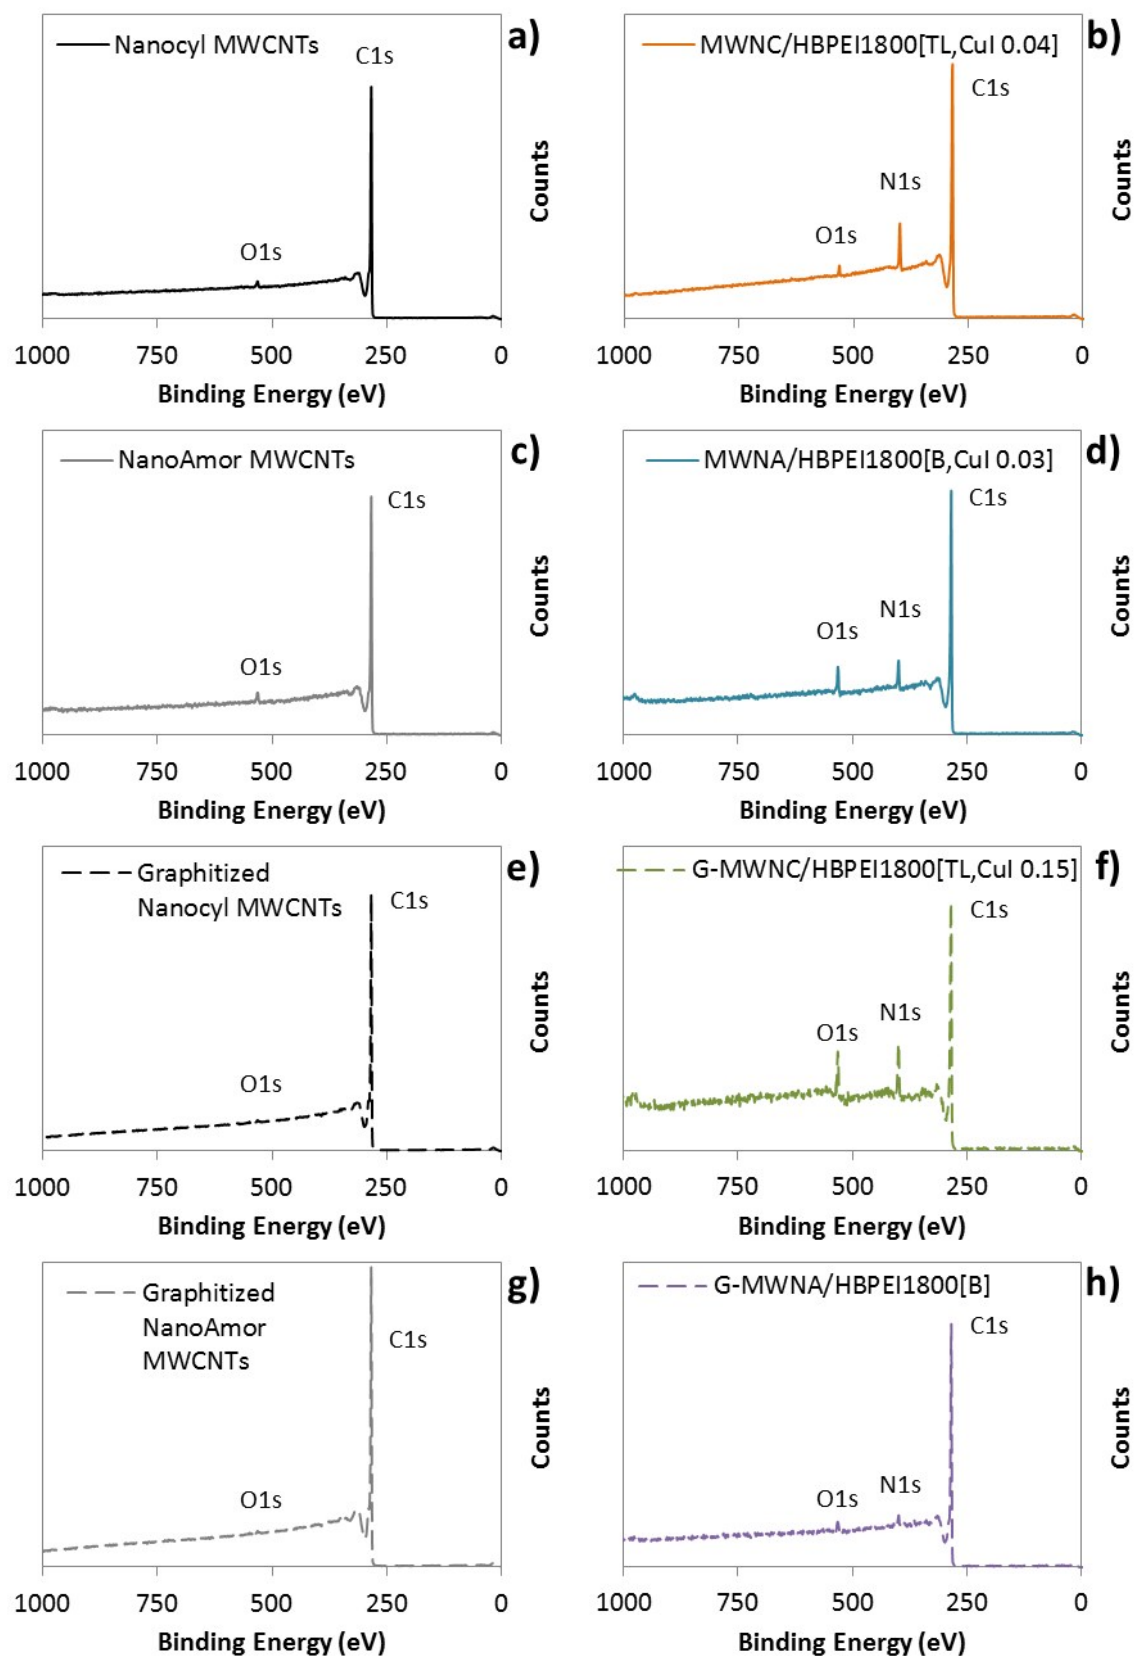 Nanocyl MWCNTs
a)
C1s
O1s
Counts
1000 750 500 250 0
Binding Energy (eV)
MWNC/HBPEI1800[TL,CuI 0.04]
b)
C1s
N1s
O1s
Counts
1000 750 500 250 0
Binding Energy (eV)
NanoAmor MWCNTs
c)
C1s
O1s
Counts
1000 750 500 250 0
Binding Energy (eV)
MWNA/HBPEI1800[B,CuI 0.03]
d)
C1s
N1s
O1s
Counts
1000 750 500 250 0
Binding Energy (eV)
Graphitized
Nanocyl MWCNTs
e)
C1s
O1s
Counts
1000 750 500 250 0
Binding Energy (eV)
G-MWNC/HBPEI1800[TL,CuI 0.15]
f)
C1s
N1s
O1s
Counts
1000 750 500 250 0
Binding Energy (eV)
Graphitized
NanoAmor
MWCNTs
g)
C1s
O1s
Counts
1000 750 500 250 0
Binding Energy (eV)
G-MWNA/HBPEI1800[B]
h)
C1s
N1s
O1s
Counts
1000 750 500 250 0
Binding Energy (eV)